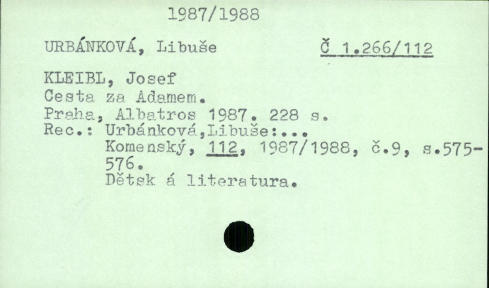 1987/1988
URBÁNKOVÁ, Libuše Č 1.266/112
KLEIBL, Josef
Cesta za Adamem.
Praha, Albatros 1987. 228 s.
Rec.: Urbánková,Libuše:...
Komenský, 112, 1987/1988, č.9, s.575-
576.
Dětsk á literatura.